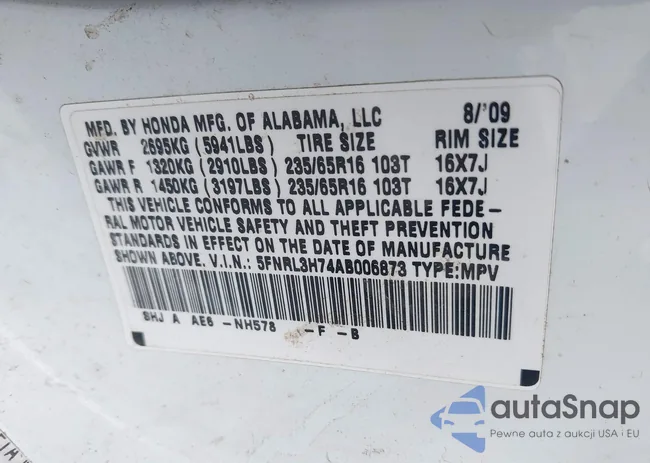 MFD. BY HONDA MFG. OF ALABAMA, LLC 8/'09
GVWR 2695KG (5941LBS) TIRE SIZE RIM SIZE
GAWR F 1320KG (2910LBS) 235/65R16 103T 16X7J
GAWR R 1450KG (3197LBS) 235/65R16 103T 16X7J
THIS VEHICLE CONFORMS TO ALL APPLICABLE FEDE-
RAL MOTOR VEHICLE SAFETY AND THEFT PREVENTION
STANDARDS IN EFFECT ON THE DATE OF MANUFACTURE
SHOWN ABOVE. V.I.N.: 5FNRL3H74AB006873 TYPE:MPV
SHJ A AE6 -NH578 -F -B
autaSnap
Pewne auta z aukcji USA i EU